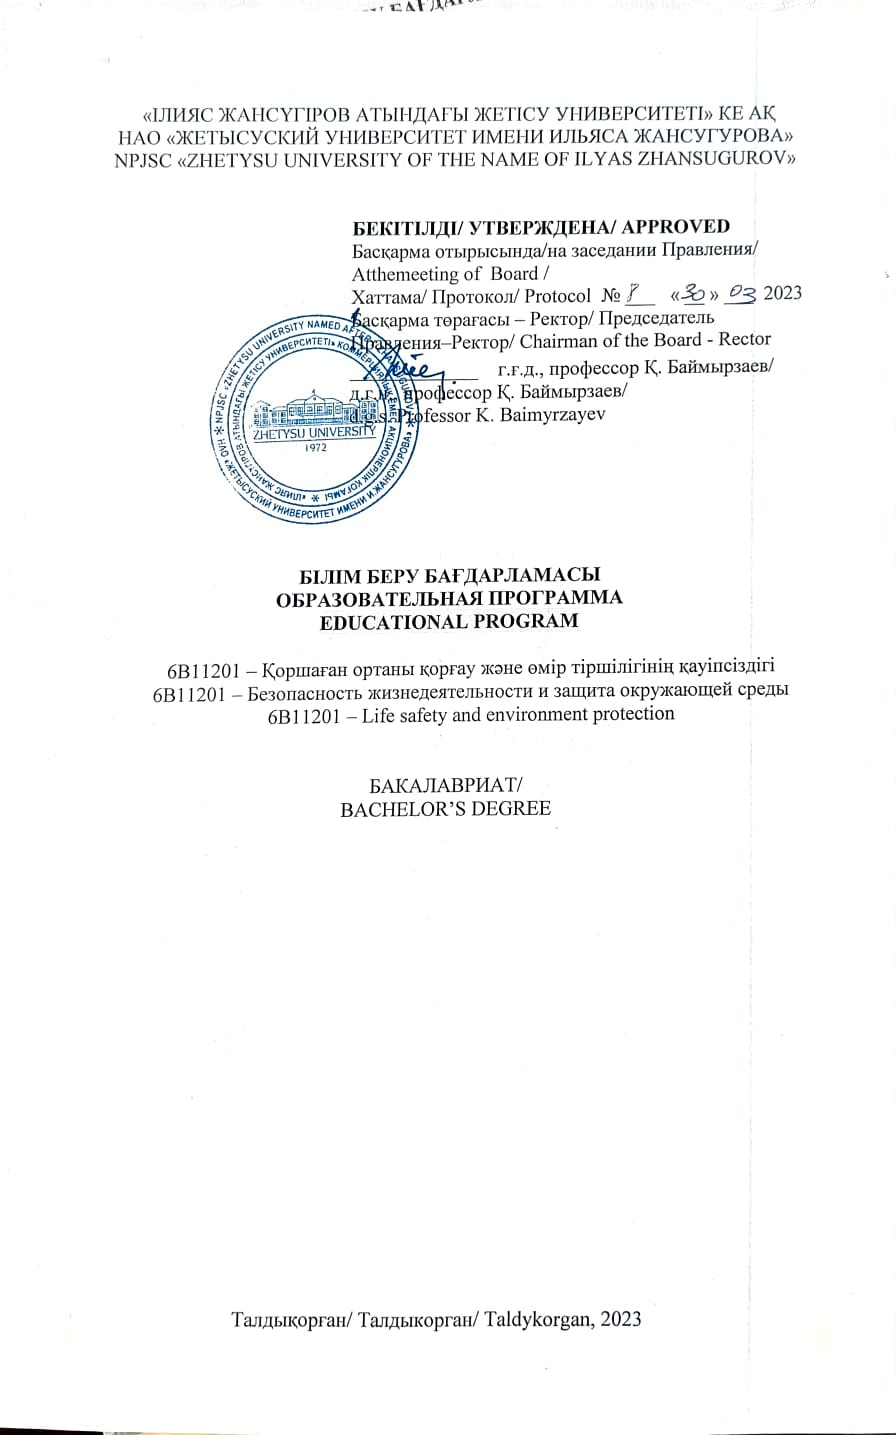 «ІЛИЯС ЖАНСҮГІРОВ АТЫНДАҒЫ ЖЕТІСУ УНИВЕРСИТЕТІ» КЕ АҚ
НАО «ЖЕТЫСУСКИЙ УНИВЕРСИТЕТ ИМЕНИ ИЛЬЯСА ЖАНСУГУРОВА»
NPJSC «ZHETYSU UNIVERSITY OF THE NAME OF ILYAS ZHANSUGUROV»
БЕКІТІЛДІ/ УТВЕРЖДЕНА/ APPROVED
Басқарма отырысында/на заседании Правления/
Atthemeeting of Board /
Хаттама/ Протокол/ Protocol № 8 «30» 03 2023
Басқарма төрағасы – Ректор/ Председатель
Правления–Ректор/ Chairman of the Board - Rector
г.ғ.д., профессор Қ. Баймырзаев/
д.г.н., профессор Қ. Баймырзаев/
d.g.s. Professor K. Baimyrzayev
ZHETYSU UNIVERSITY
1972
БІЛІМ БЕРУ БАҒДАРЛАМАСЫ
ОБРАЗОВАТЕЛЬНАЯ ПРОГРАММА
EDUCATIONAL PROGRAM
6В11201 – Қоршаған ортаны қорғау және өмір тіршілігінің қауіпсіздігі
6В11201 – Безопасность жизнедеятельности и защита окружающей среды
6В11201 – Life safety and environment protection
БАКАЛАВРИАТ/
BACHELOR’S DEGREE
Талдықорған/ Талдыкорган/ Taldykorgan, 2023